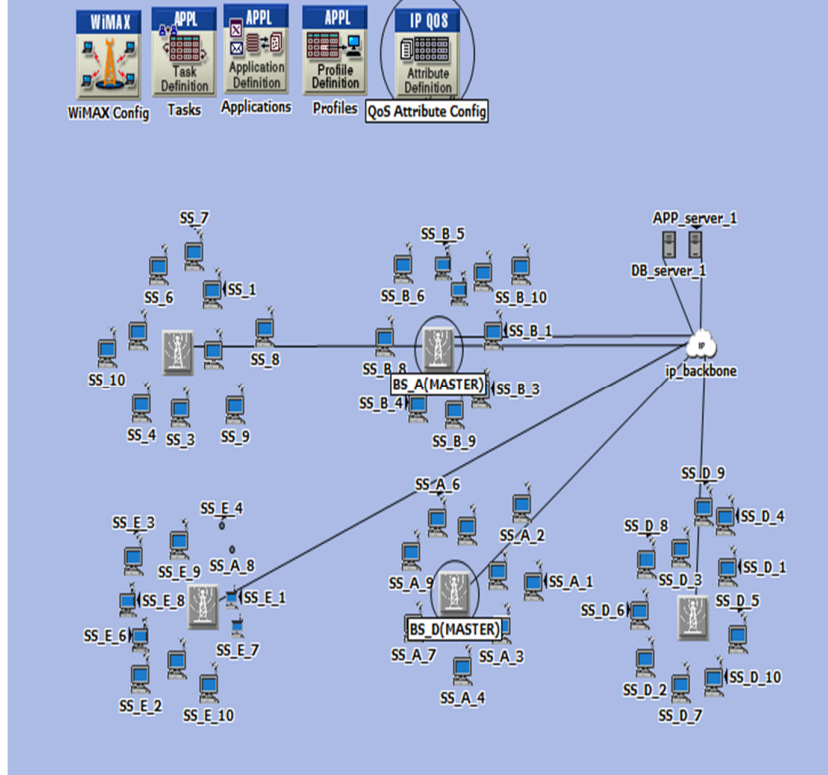 WiMAX
APPL
APPL
APPL
IP QOS
Task
Definition
Application
Definition
Profile
Definition
Attribute
Definition
WiMAX Config
Tasks
Applications
Profiles
QoS Attribute Config
SS_7
SS_6
SS_1
SS_8
SS_10
SS_4
SS_3
SS_9
SS_B_5
SS_B_6
SS_B_10
SS_B_1
SS_B_8
BS_A(MASTER)
SS_B_3
SS_B_4
SS_B_9
APP_server_1
DB_server_1
IP
ip_backbone
SS_E_4
SS_E_3
SS_E_9
SS_A_8
SS_E_8
SS_E_1
SS_E_6
SS_E_7
SS_E_2
SS_E_10
SS_A_6
SS_A_2
SS_A_9
SS_A_1
BS_D(MASTER)
SS_A_7
SS_A_3
SS_A_4
SS_D_9
SS_D_4
SS_D_8
SS_D_3
SS_D_1
SS_D_5
SS_D_6
SS_D_2
SS_D_10
SS_D_7